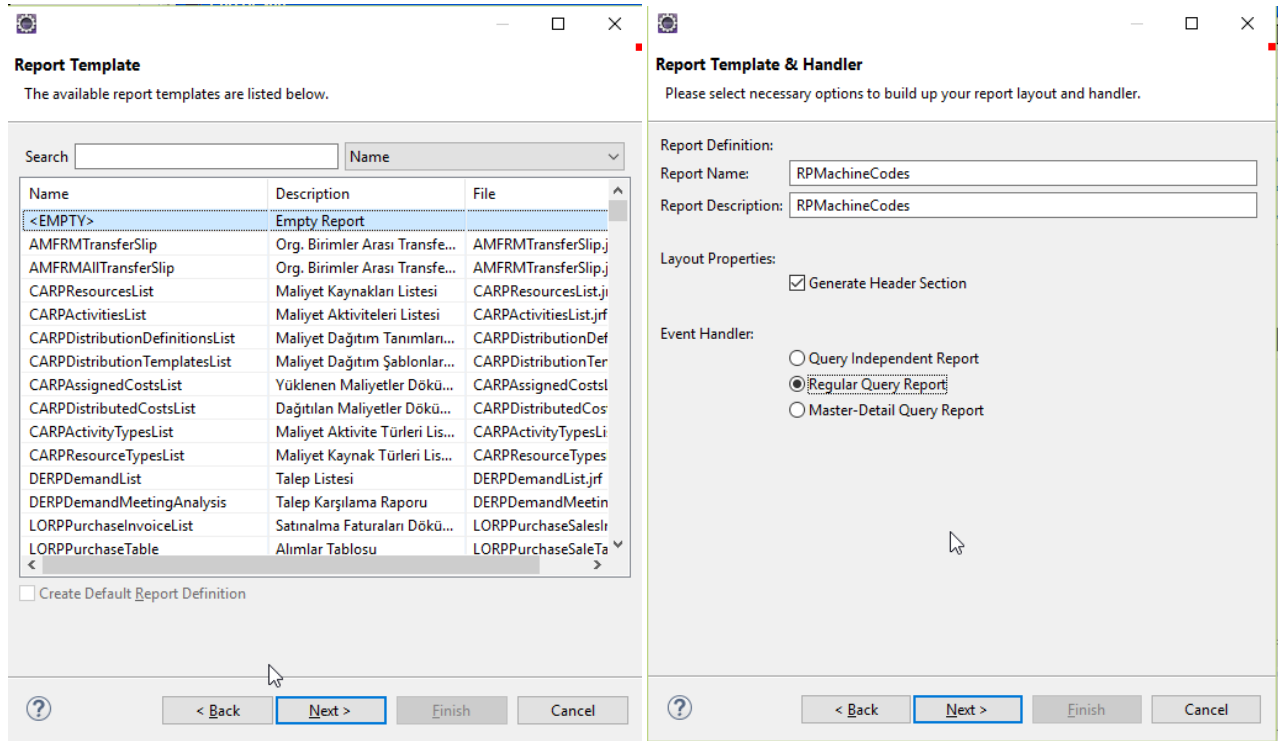 Report Template
The available report templates are listed below.
Search
Name
Name Description File
<EMPTY> Empty Report
AMFRMTransferSlip Org. Birimler Arası Transfe... AMFRMTransferSlip.j
AMFRMAllTransferSlip Org. Birimler Arası Transfe... AMFRMTransferSlip.j
CARPResourcesList Maliyet Kaynakları Listesi CARPResourcesList.jr
CARPActivitiesList Maliyet Aktiviteleri Listesi CARPActivitiesList.jrf
CARPDistributionDefinitionsList Maliyet Dağıtım Tanımları... CARPDistributionDef
CARPDistributionTemplatesList Maliyet Dağıtım Şablonlar... CARPDistributionTer
CARPAssignedCostsList Yüklenen Maliyetler Dökü... CARPAssignedCostsL
CARPDistributedCostsList Dağıtılan Maliyetler Dökü... CARPDistributedCos
CARPActivityTypesList Maliyet Aktivite Türleri Lis... CARPActivityTypesLi
CARPResourceTypesList Maliyet Kaynak Türleri Lis... CARPResourceTypes
DERPDemandList Talep Listesi DERPDemandList.jrf
DERPDemandMeetingAnalysis Talep Karşılama Raporu DERPDemandMeetin
LORPPurchaseInvoiceList Satınalma Faturaları Dökü... LORPPurchaseSalesIr
LORPPurchaseTable Alımlar Tablosu LORPPurchaseSaleTa
Create Default Report Definition
? < Back Next > Finish Cancel
Report Template & Handler
Please select necessary options to build up your report layout and handler.
Report Definition:
Report Name: RPMachineCodes
Report Description: RPMachineCodes
Layout Properties:
Generate Header Section
Event Handler:
Query Independent Report
Regular Query Report
Master-Detail Query Report
? < Back Next > Finish Cancel